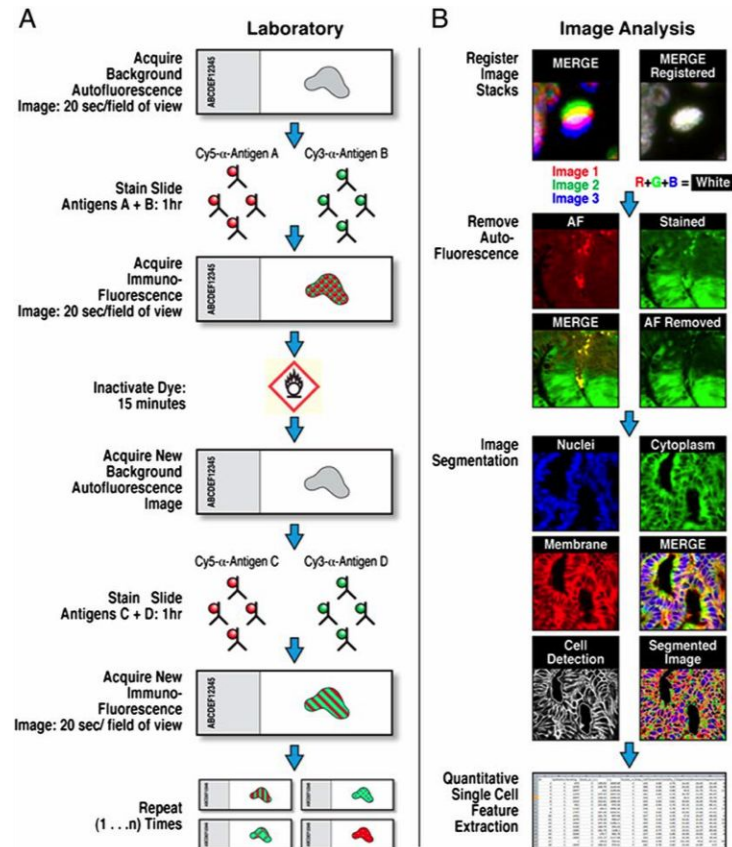 A
Laboratory
Acquire
Background
Autofluorescence
Image: 20 sec/field of view
ABCDEF12345
Cy5-α-Antigen A
Cy3-α-Antigen B
Stain Slide
Antigens A + B: 1hr
Acquire
Immuno-
Fluorescence
Image: 20 sec/field of view
ABCDEF12345
Inactivate Dye:
15 minutes
Acquire New
Background
Autofluorescence
Image
ABCDEF12345
Cy5-α-Antigen C
Cy3-α-Antigen D
Stain Slide
Antigens C + D: 1hr
Acquire New
Immuno-
Fluorescence
Image: 20 sec/ field of view
ABCDEF12345
Repeat
(1 . . .n) Times
B
Image Analysis
Register
Image
Stacks
MERGE
MERGE
Registered
Image 1
Image 2
Image 3
R+G+B = White
Remove
Auto-
Fluorescence
AF
Stained
MERGE
AF Removed
Image
Segmentation
Nuclei
Cytoplasm
Membrane
MERGE
Cell
Detection
Segmented
Image
Quantitative
Single Cell
Feature
Extraction